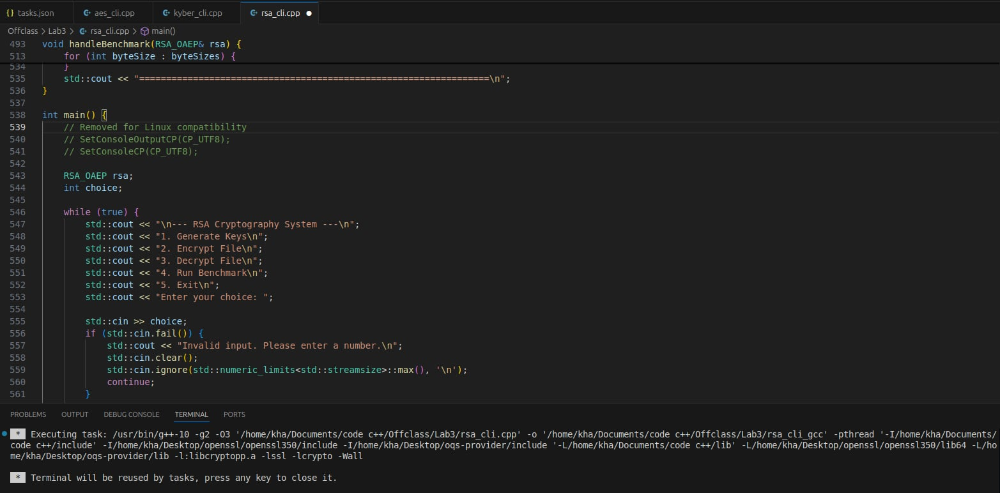 {} tasks.json
C+ aes_cli.cpp
C+ kyber_cli.cpp
C+ rsa_cli.cpp ●
Offclass > Lab3 > C+ rsa_cli.cpp > main()
493 void handleBenchmark(RSA_OAEP& rsa) {
513     for (int byteSize : byteSizes) {
534     }
535     std::cout << "=================================================================\n";
536 }
537
538 int main() {
539     // Removed for Linux compatibility
540     // SetConsoleOutputCP(CP_UTF8);
541     // SetConsoleCP(CP_UTF8);
542
543     RSA_OAEP rsa;
544     int choice;
545
546     while (true) {
547         std::cout << "\n--- RSA Cryptography System ---\n";
548         std::cout << "1. Generate Keys\n";
549         std::cout << "2. Encrypt File\n";
550         std::cout << "3. Decrypt File\n";
551         std::cout << "4. Run Benchmark\n";
552         std::cout << "5. Exit\n";
553         std::cout << "Enter your choice: ";
554
555         std::cin >> choice;
556         if (std::cin.fail()) {
557             std::cout << "Invalid input. Please enter a number.\n";
558             std::cin.clear();
559             std::cin.ignore(std::numeric_limits<std::streamsize>::max(), '\n');
560             continue;
561         }
PROBLEMS OUTPUT DEBUG CONSOLE TERMINAL PORTS
* Executing task: /usr/bin/g++-10 -g2 -O3 '/home/kha/Documents/code c++/Offclass/Lab3/rsa_cli.cpp' -o '/home/kha/Documents/code c++/Offclass/Lab3/rsa_cli_gcc' -pthread '-I/home/kha/Documents/
code c++/include' -I/home/kha/Desktop/openssl/openssl350/include -I/home/kha/Desktop/oqs-provider/include '-L/home/kha/Documents/code c++/lib' -L/home/kha/Desktop/openssl/openssl350/lib64 -L/ho
me/kha/Desktop/oqs-provider/lib -l:libcryptopp.a -lssl -lcrypto -Wall
* Terminal will be reused by tasks, press any key to close it.